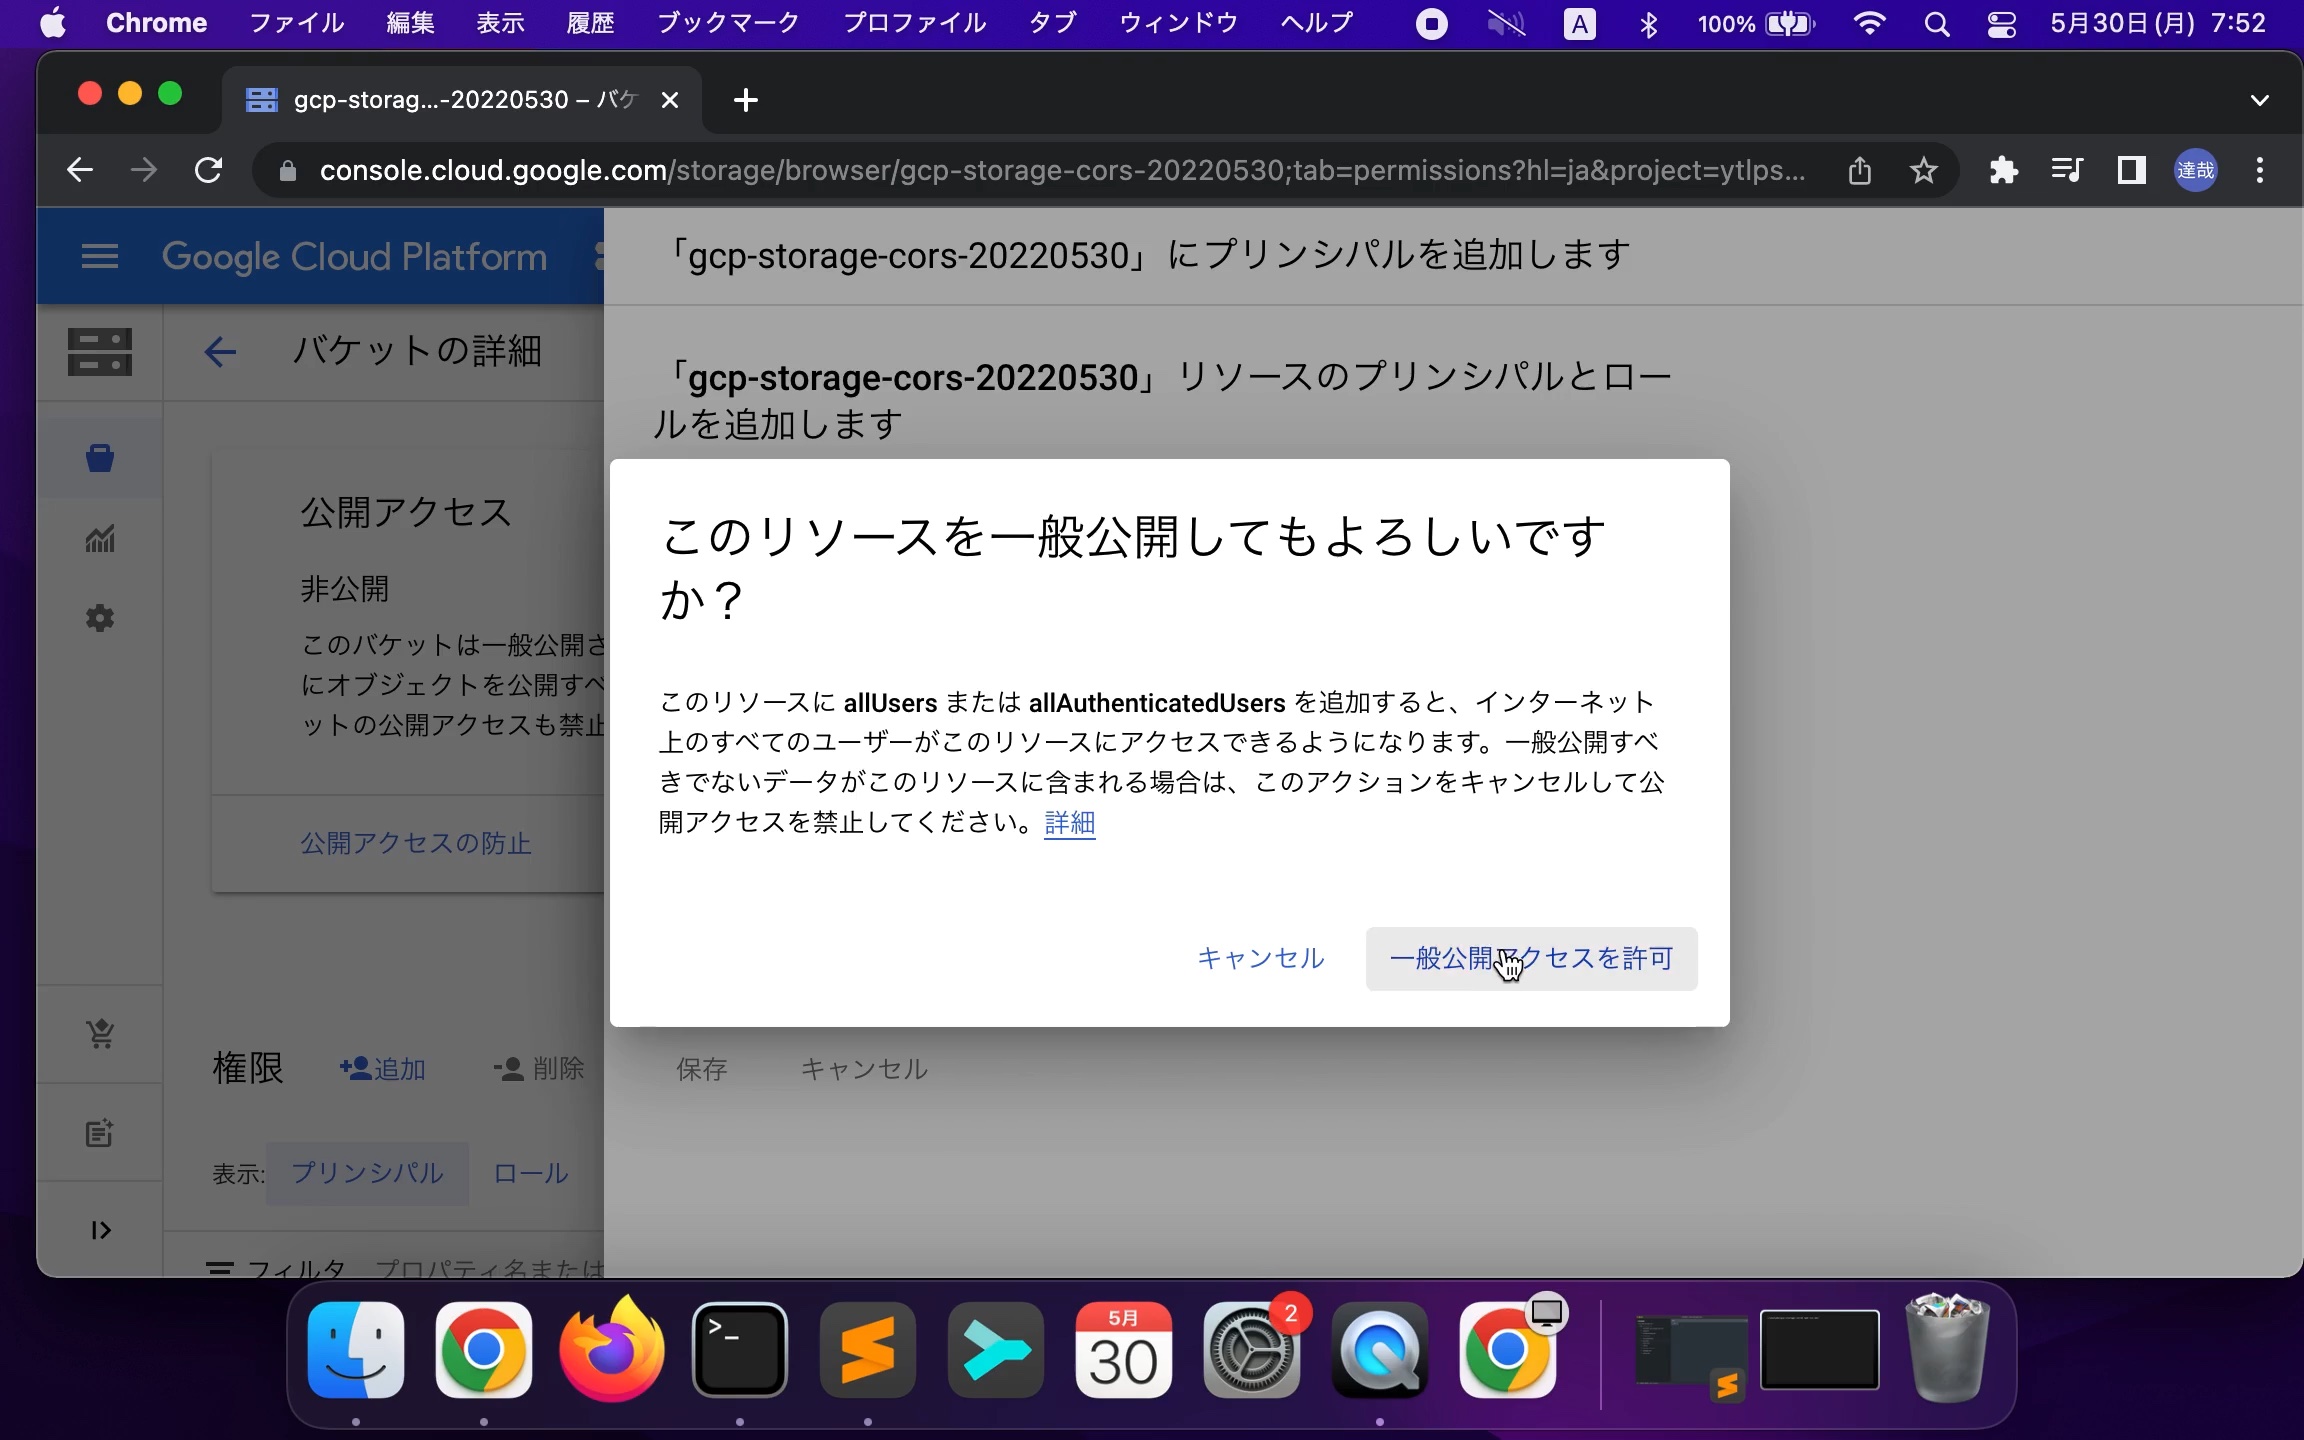 Chrome ファイル 編集 表示 履歴 ブックマーク プロファイル タブ ウィンドウ ヘルプ A 100% 5月30日(月) 7:52
gcp-storag...-20220530 – バケ
console.cloud.google.com/storage/browser/gcp-storage-cors-20220530;tab=permissions?hl=ja&project=ytlps... 達哉
Google Cloud Platform
「gcp-storage-cors-20220530」にプリンシパルを追加します
バケットの詳細
「gcp-storage-cors-20220530」リソースのプリンシパルとロー
ルを追加します
公開アクセス
非公開
このバケットは一般公開さ
にオブジェクトを公開すべ
ットの公開アクセスも禁止
公開アクセスの防止
このリソースを一般公開してもよろしいです
か？
このリソースに allUsers または allAuthenticatedUsers を追加すると、インターネット
上のすべてのユーザーがこのリソースにアクセスできるようになります。一般公開すべ
きでないデータがこのリソースに含まれる場合は、このアクションをキャンセルして公
開アクセスを禁止してください。詳細
キャンセル 一般公開アクセスを許可
権限 追加 削除
保存 キャンセル
表示: プリンシパル ロール
フィルタ プロパティ名または
5月
30
2